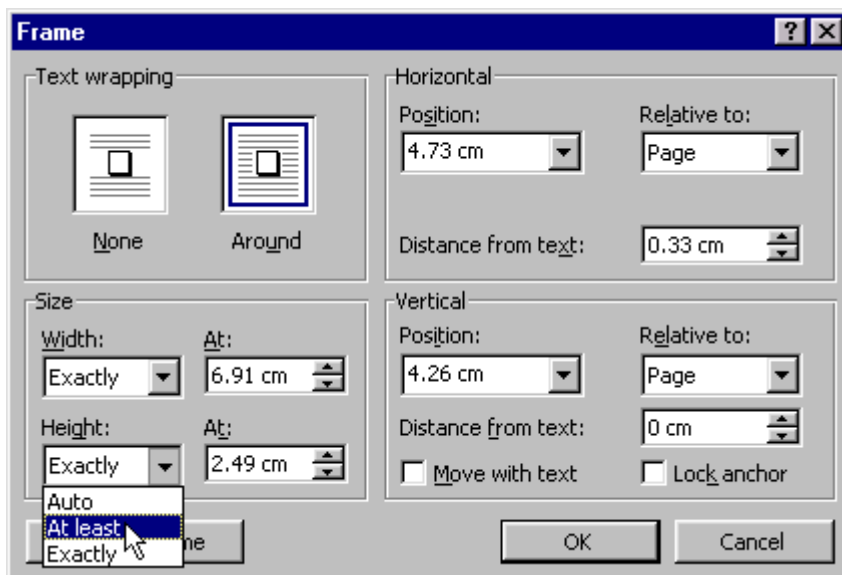 Frame
Text wrapping
None
Around
Horizontal
Position:
Relative to:
4.73 cm
Page
Distance from text:
0.33 cm
Size
Width:
At:
Exactly
6.91 cm
Height:
At:
Exactly
2.49 cm
Auto
At least
Exactly
Vertical
Position:
Relative to:
4.26 cm
Page
Distance from text:
0 cm
Move with text
Lock anchor
OK
Cancel